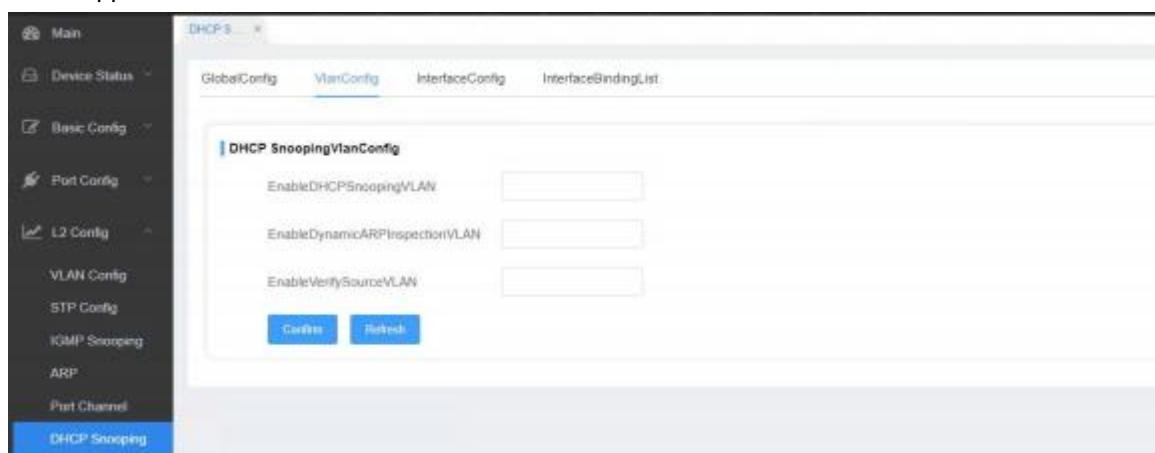 Main
Device Status
Basic Config
Port Config
L2 Config
VLAN Config
STP Config
IGMP Snooping
ARP
Port Channel
DHCP Snooping
DHCP S...
GlobalConfig VlanConfig InterfaceConfig InterfaceBindingList
DHCP SnoopingVlanConfig
EnableDHCPSnoopingVLAN
EnableDynamicARPInspectionVLAN
EnableVerifySourceVLAN
Confirm Refresh